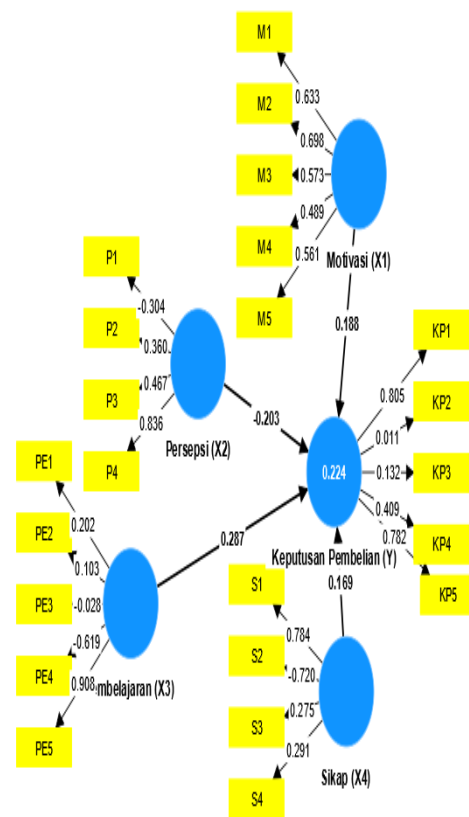 M1
0.633
M2
0.698
M3
0.573
M4
0.489
M5
0.561
Motivasi (X1)
0.188
P1
-0.304
P2
0.360
P3
0.467
P4
0.836
Persepsi (X2)
-0.203
KP1
0.805
KP2
0.011
KP3
0.132
KP4
0.409
KP5
0.782
0.224
Keputusan Pembelian (Y)
PE1
0.202
PE2
0.103
PE3
-0.028
PE4
-0.619
PE5
0.908
mbelajaran (X3)
0.287
0.169
S1
0.784
S2
-0.720
S3
0.275
S4
0.291
Sikap (X4)